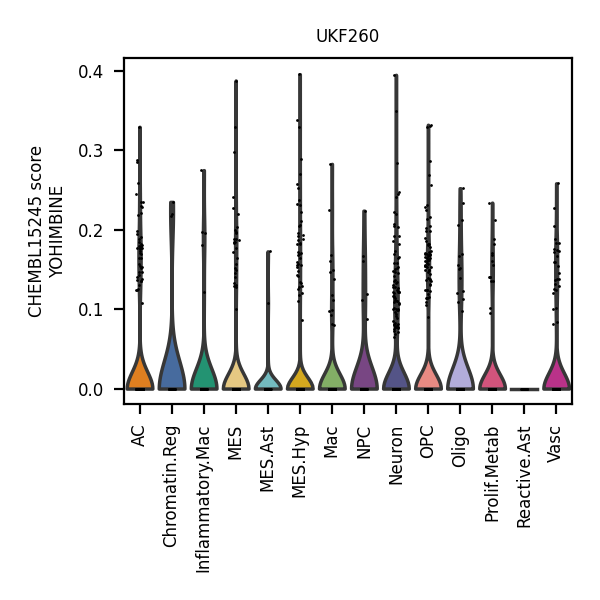 UKF260
CHEMBL15245 score
YOHIMBINE
0.4
0.3
0.2
0.1
0.0
AC
Chromatin.Reg
Inflammatory.Mac
MES
MES.Ast
MES.Hyp
Mac
NPC
Neuron
OPC
Oligo
Prolif.Metab
Reactive.Ast
Vasc